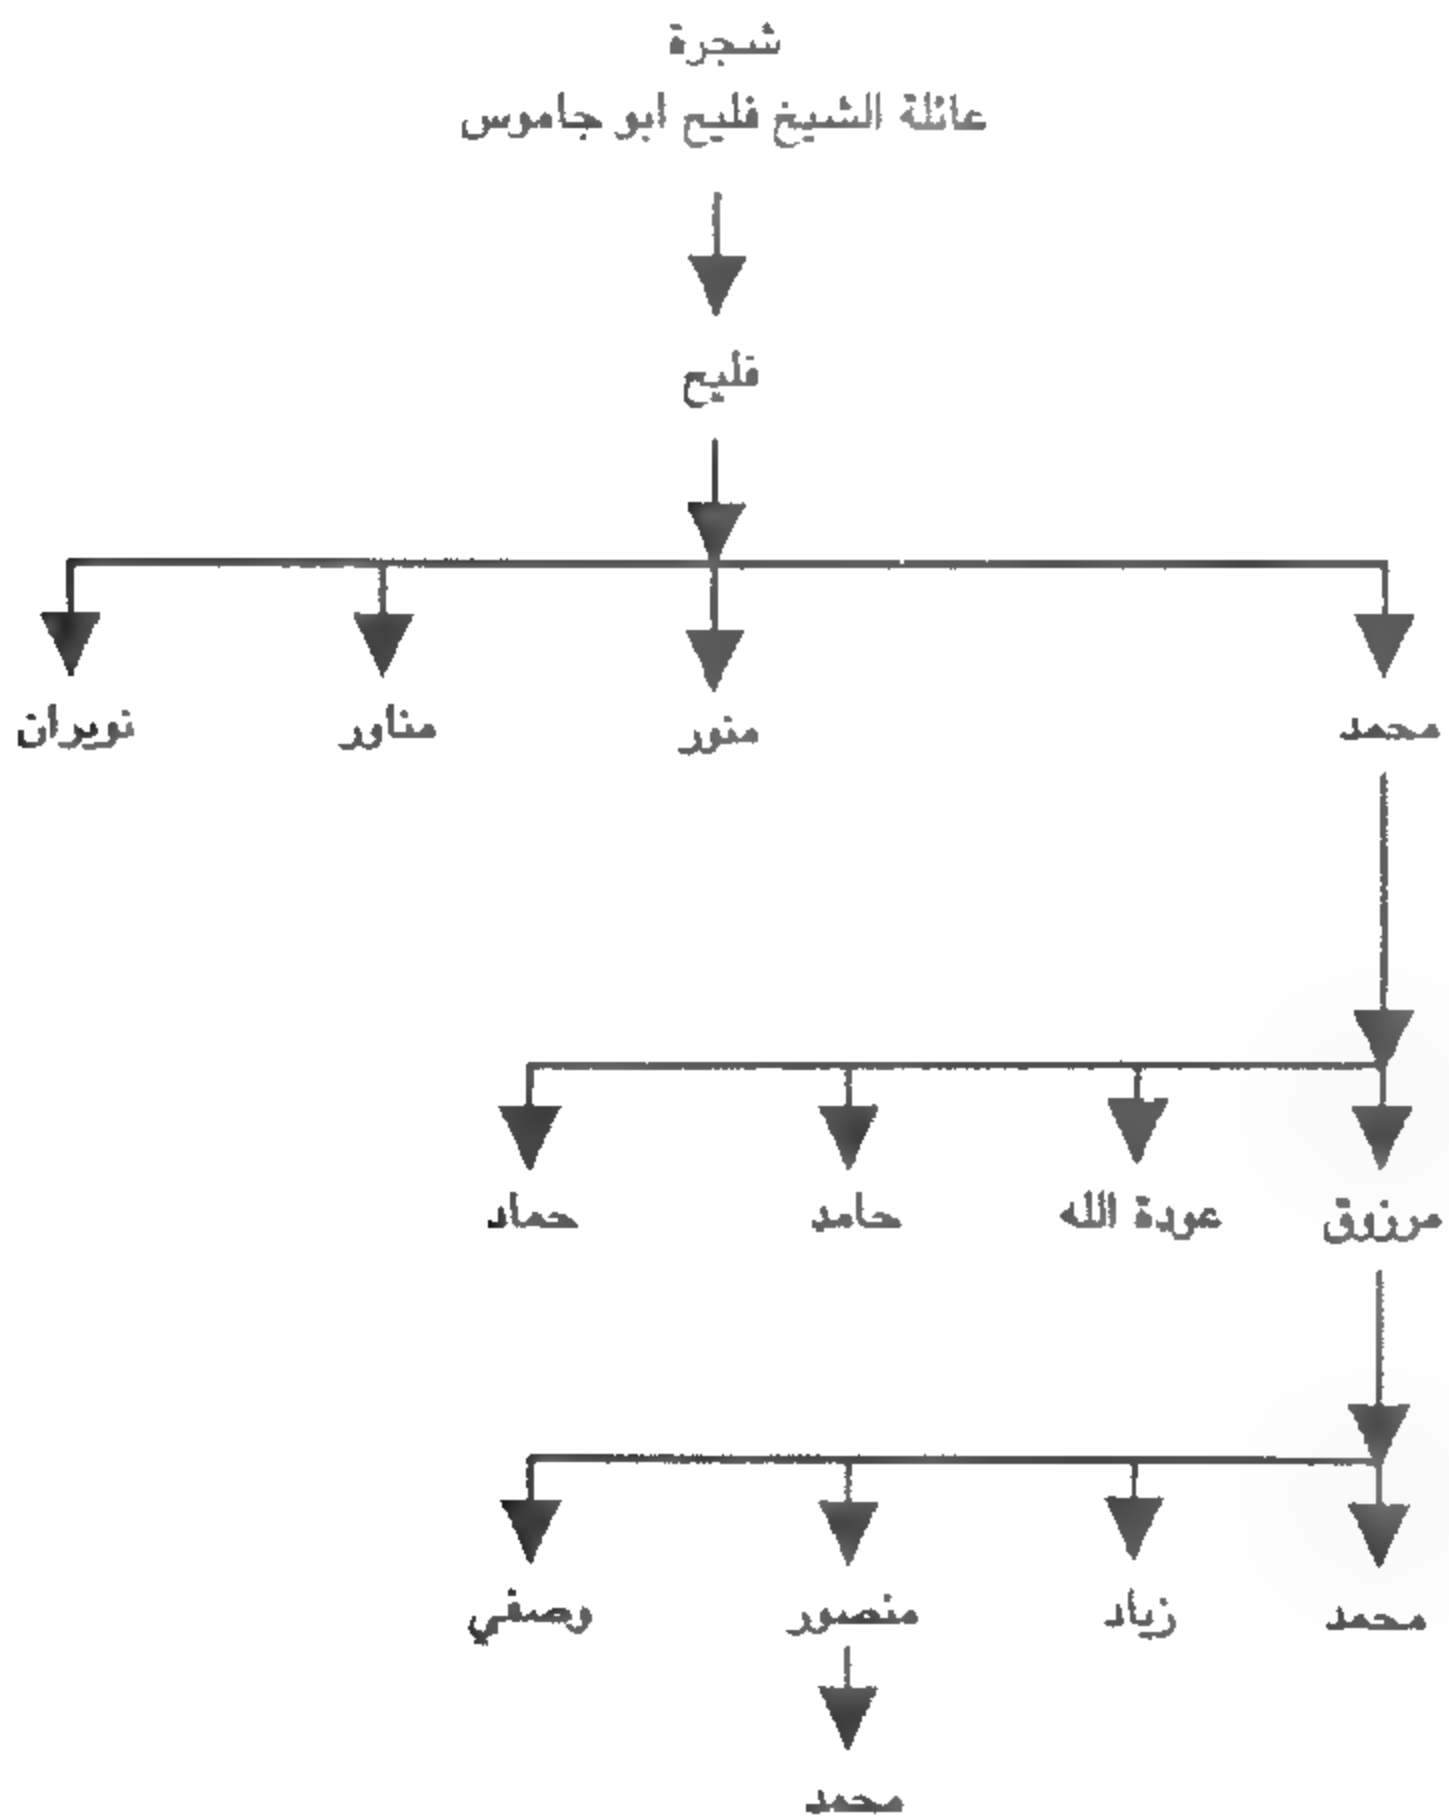 شجرة
عائلة الشيخ فليح ابو جاموس
فليح
محمد منور مناور نويران
مرزوق عودة الله حامد حماد
محمد زياد منصور وصفي
محمد